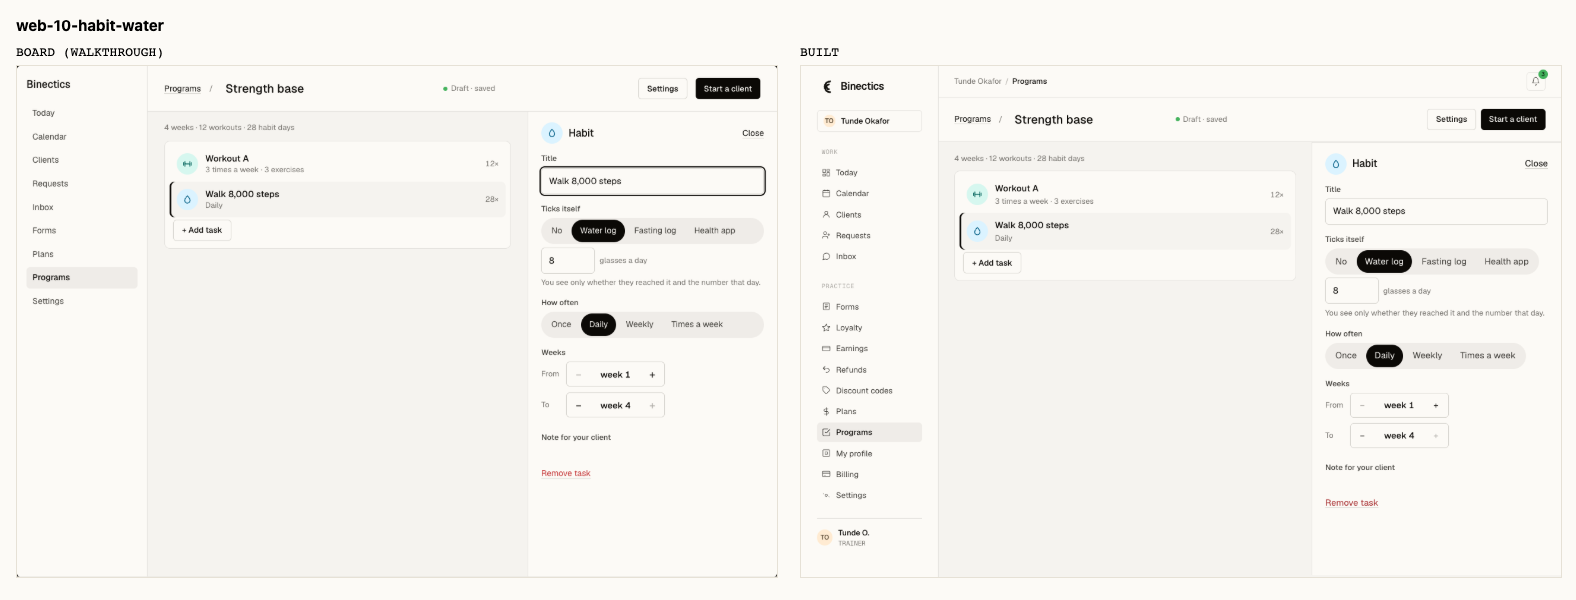 web-10-habit-water
BOARD (WALKTHROUGH)
Binectics
Today
Calendar
Clients
Requests
Inbox
Forms
Plans
Programs
Settings
Programs / Strength base
Draft · saved
Settings
Start a client
4 weeks · 12 workouts · 28 habit days
Workout A
3 times a week · 3 exercises
12×
Walk 8,000 steps
Daily
28×
+ Add task
Habit
Close
Title
Walk 8,000 steps
Ticks itself
No Water log Fasting log Health app
8 glasses a day
You see only whether they reached it and the number that day.
How often
Once Daily Weekly Times a week
Weeks
From − week 1 +
To − week 4 +
Note for your client
Remove task
BUILT
Binectics
TO Tunde Okafor
WORK
Today
Calendar
Clients
Requests
Inbox
PRACTICE
Forms
Loyalty
Earnings
Refunds
Discount codes
Plans
Programs
My profile
Billing
Settings
TO Tunde O.
TRAINER
Tunde Okafor / Programs
3
Programs / Strength base
Draft · saved
Settings
Start a client
4 weeks · 12 workouts · 28 habit days
Workout A
3 times a week · 3 exercises
12×
Walk 8,000 steps
Daily
28×
+ Add task
Habit
Close
Title
Walk 8,000 steps
Ticks itself
No Water log Fasting log Health app
8 glasses a day
You see only whether they reached it and the number that day.
How often
Once Daily Weekly Times a week
Weeks
From − week 1 +
To − week 4 +
Note for your client
Remove task